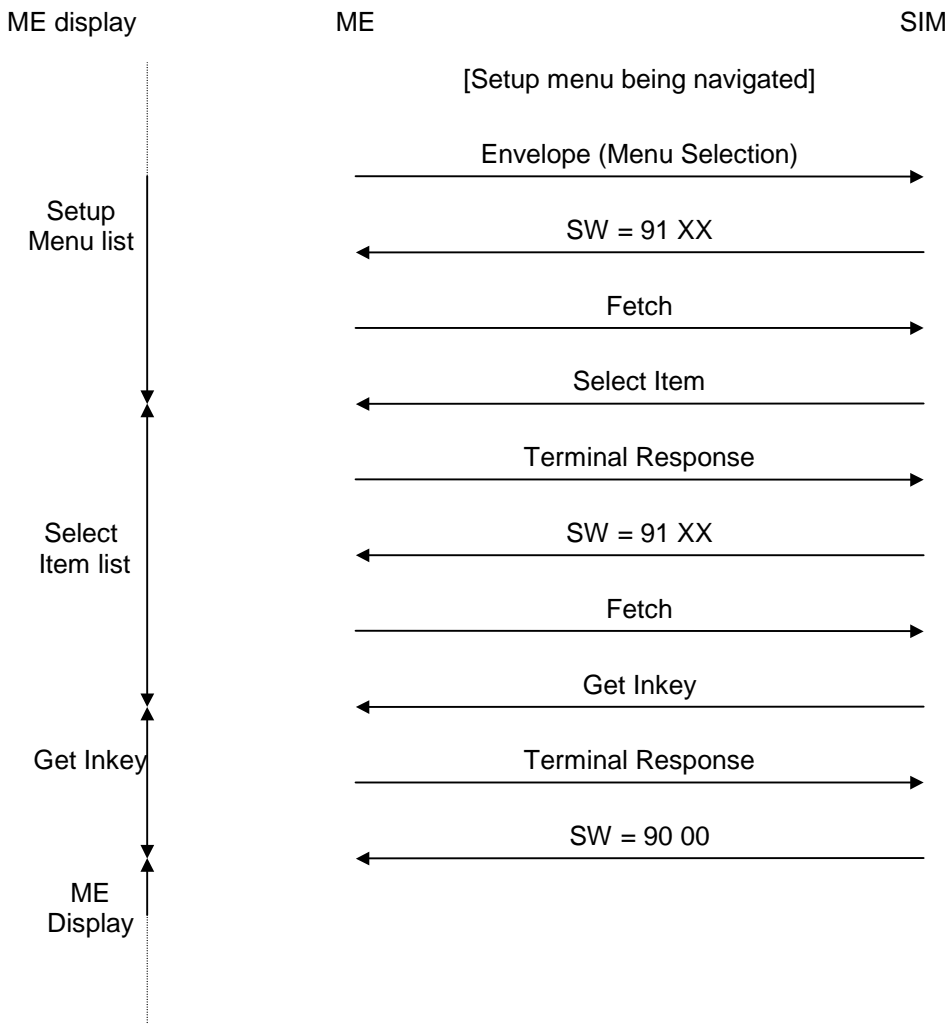 ME display ME SIM
[Setup menu being navigated]
Envelope (Menu Selection)
Setup
Menu list
SW = 91 XX
Fetch
Select Item
Terminal Response
Select
Item list
SW = 91 XX
Fetch
Get Inkey
Get Inkey
Terminal Response
SW = 90 00
ME
Display